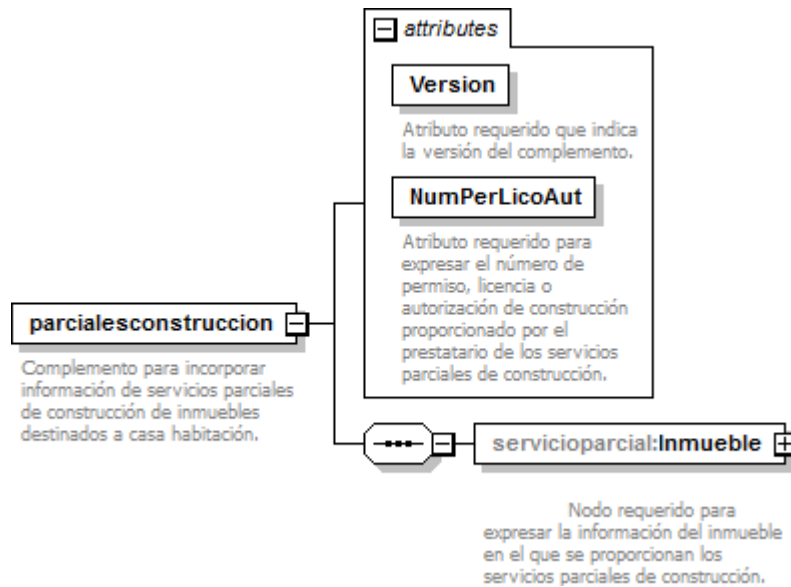 attributes
Version
Atributo requerido que indica
la versión del complemento.
NumPerLicoAut
Atributo requerido para
expresar el número de
permiso, licencia o
autorización de construcción
proporcionado por el
prestatario de los servicios
parciales de construcción.
parcialesconstruccion
Complemento para incorporar
información de servicios parciales
de construcción de inmuebles
destinados a casa habitación.
servicioparcial:Inmueble
Nodo requerido para
expresar la información del inmueble
en el que se proporcionan los
servicios parciales de construcción.